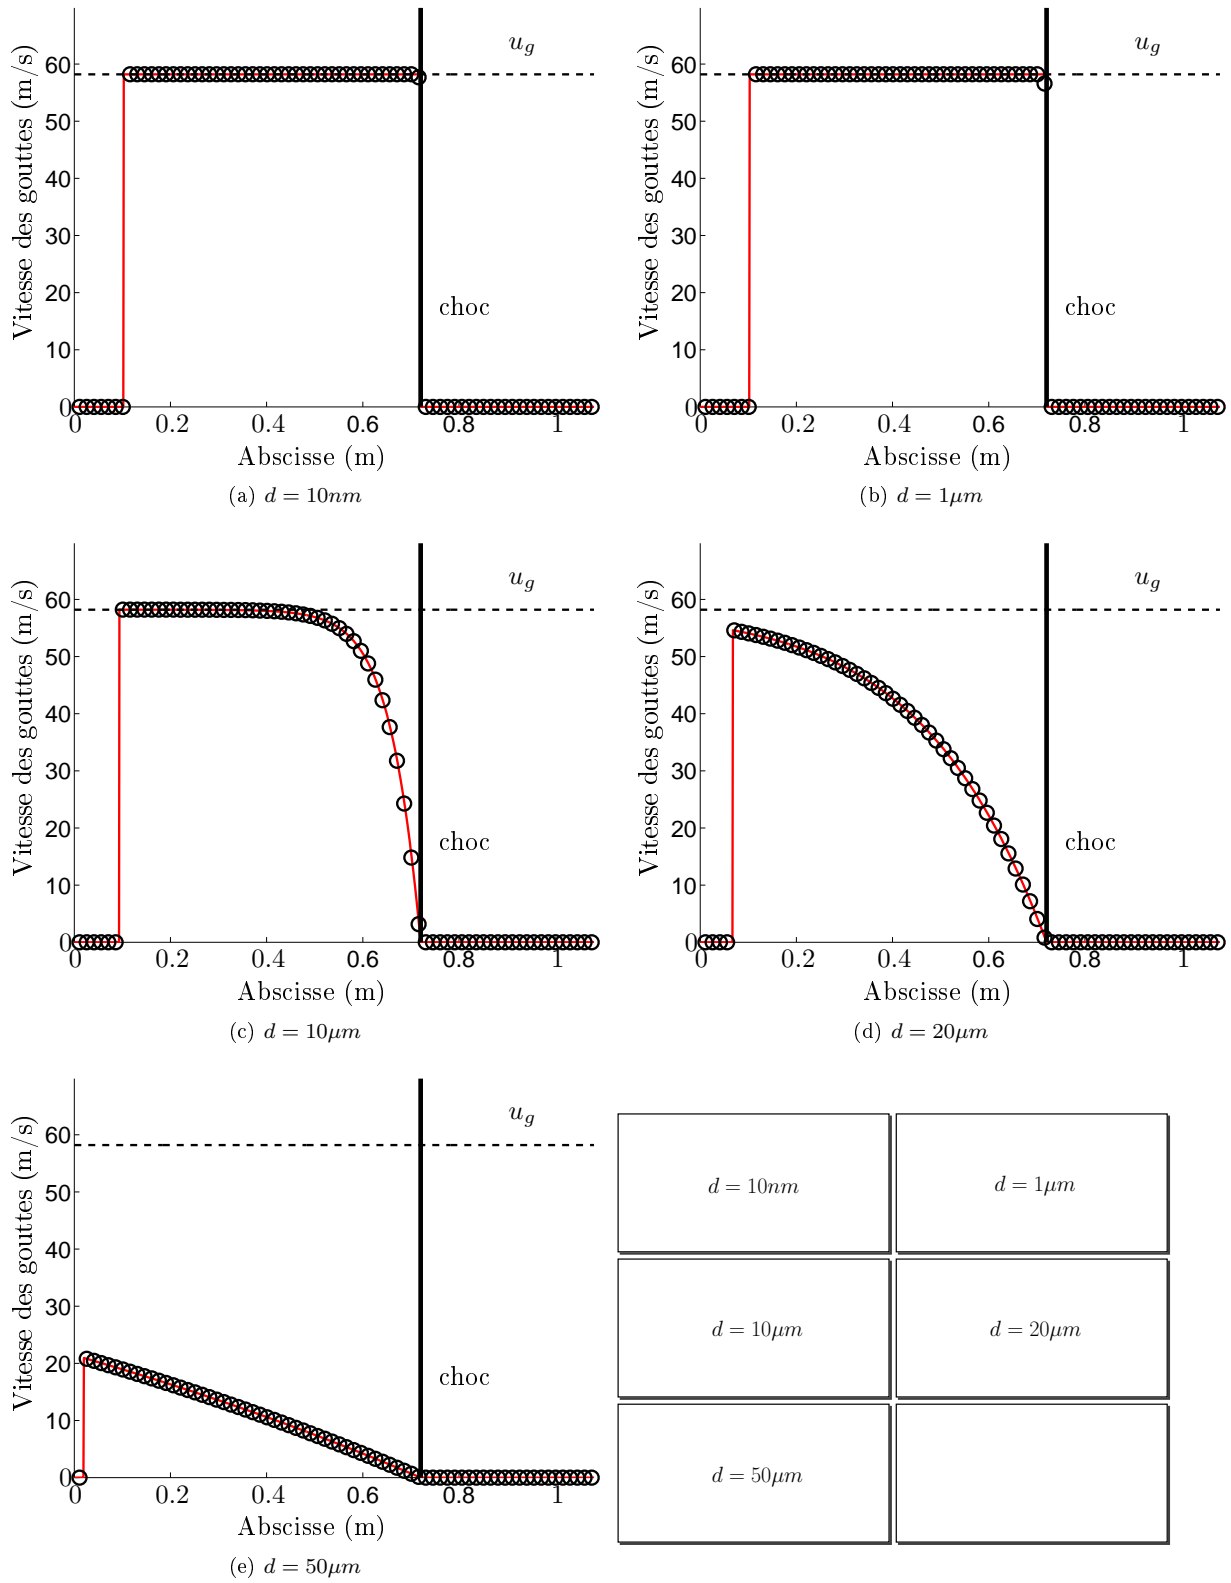 Vitesse des gouttes (m/s)
60
50
40
30
20
10
0
u_g
choc
0 0.2 0.4 0.6 0.8 1
Abscisse (m)
(a) d = 10nm
Vitesse des gouttes (m/s)
60
50
40
30
20
10
0
u_g
choc
0 0.2 0.4 0.6 0.8 1
Abscisse (m)
(b) d = 1μm
Vitesse des gouttes (m/s)
60
50
40
30
20
10
0
u_g
choc
0 0.2 0.4 0.6 0.8 1
Abscisse (m)
(c) d = 10μm
Vitesse des gouttes (m/s)
60
50
40
30
20
10
0
u_g
choc
0 0.2 0.4 0.6 0.8 1
Abscisse (m)
(d) d = 20μm
Vitesse des gouttes (m/s)
60
50
40
30
20
10
0
u_g
choc
0 0.2 0.4 0.6 0.8 1
Abscisse (m)
(e) d = 50μm
d = 10nm
d = 1μm
d = 10μm
d = 20μm
d = 50μm